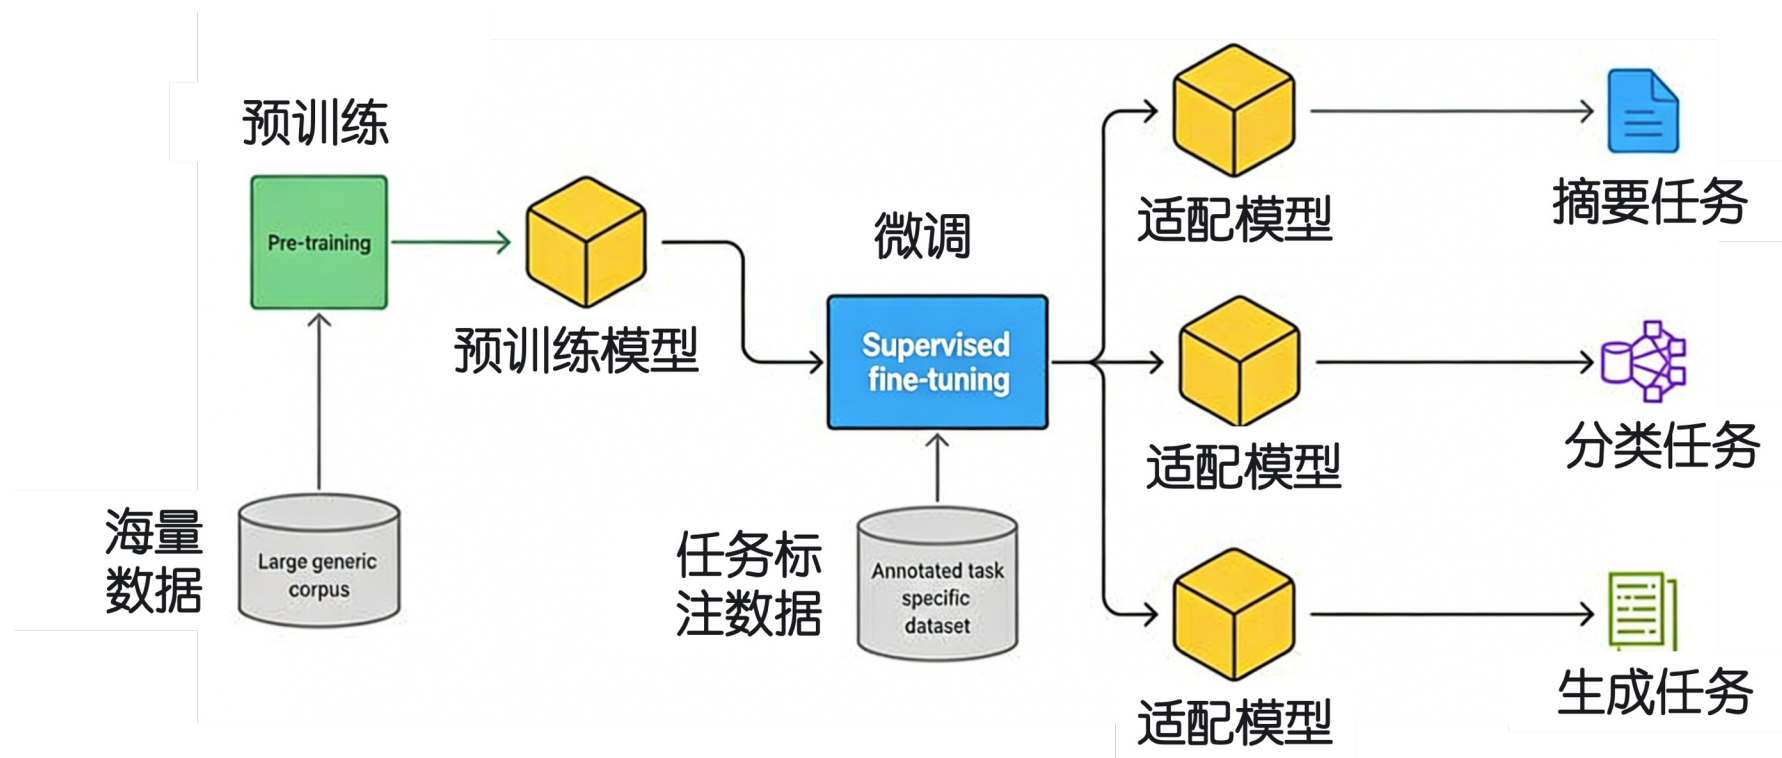 预训练
Pre-training
预训练模型
海量
数据
Large generic
corpus
微调
Supervised
fine-tuning
任务标
注数据
Annotated task
specific
dataset
适配模型
摘要任务
适配模型
分类任务
适配模型
生成任务